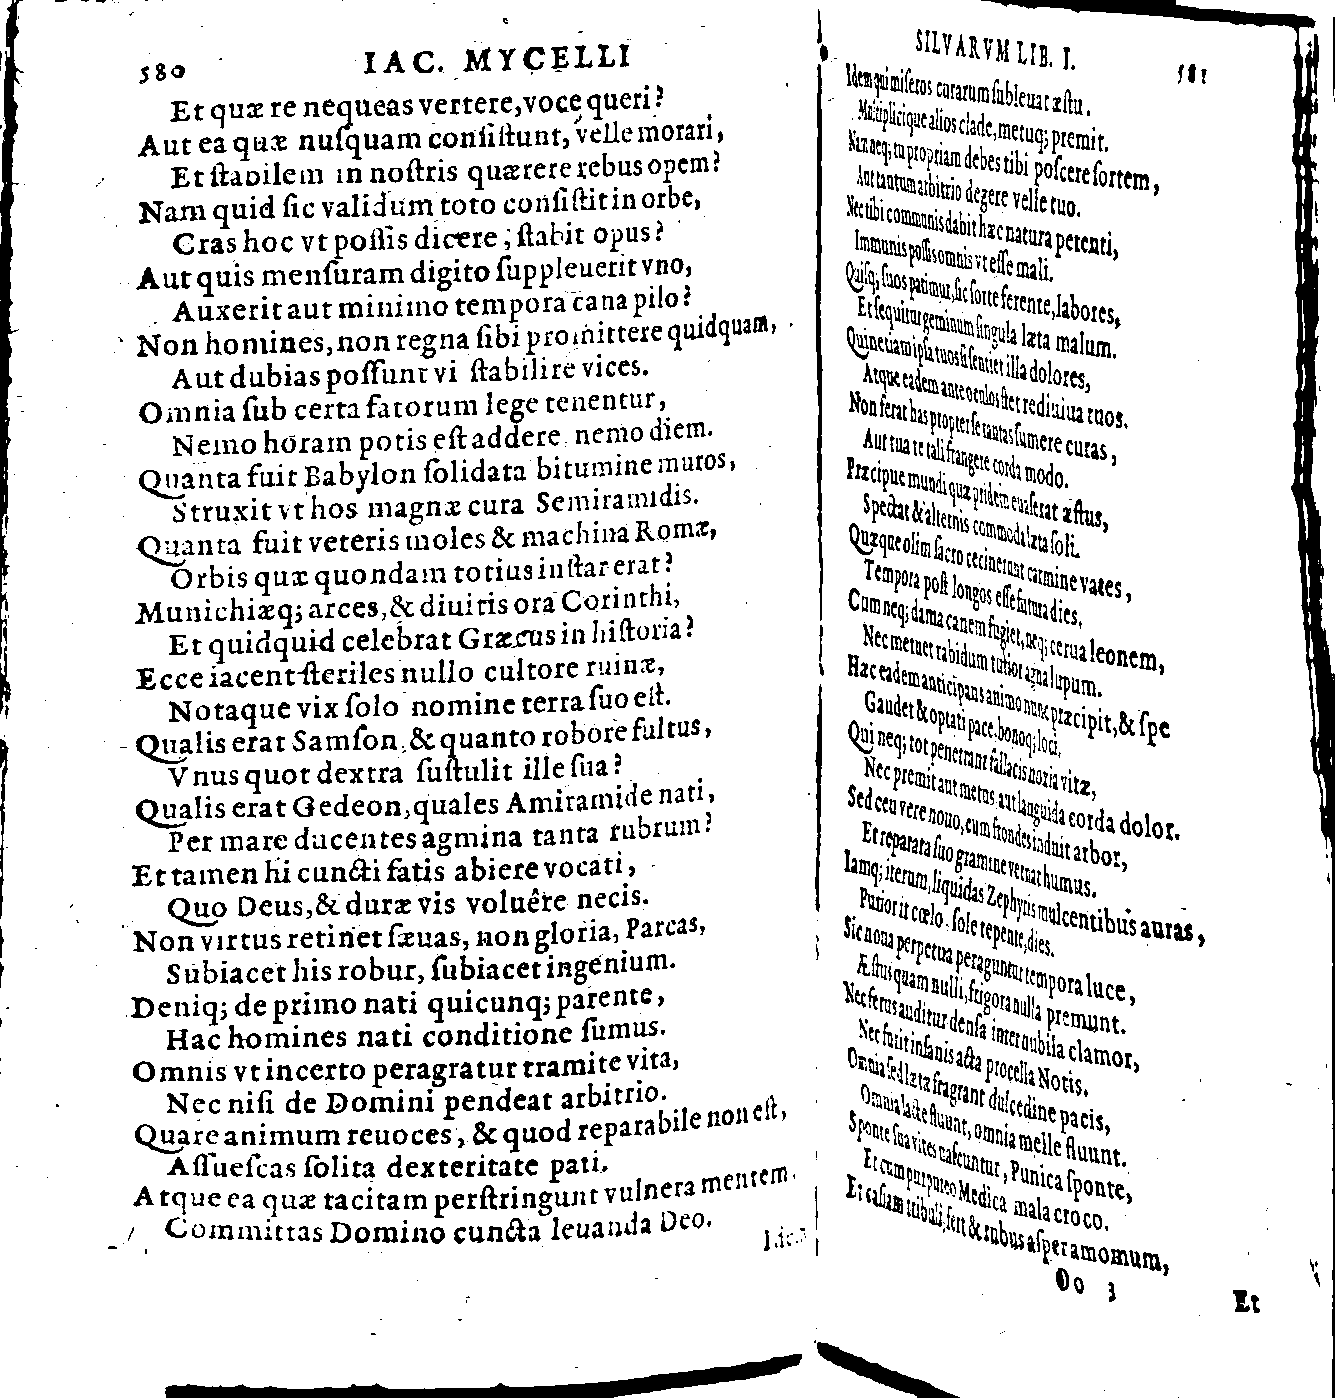 580 IAC. MYCELLI
Et quæ re nequeas vertere, voce queri?
Aut ea quæ nuſquam conſiſtunt, velle morari,
Et ſtabilem in noſtris quærere rebus opem?
Nam quid ſic validum toto conſiſtit in orbe,
Cras hoc vt poſſis dicere, ſtabit opus?
Aut quis menſuram digito ſuppleuerit vno,
Auxerit aut minimo tempora cana pilo?
Non homines, non regna ſibi promittere quidquam,
Aut dubias poſſunt vi ſtabilire vices.
Omnia ſub certa fatorum lege tenentur,
Nemo horam potis eſt addere nemo diem.
Quanta fuit Babylon ſolidata bitumine muros,
Struxit vt hos magnæ cura Semiramidis.
Quanta fuit veteris moles & machina Romæ,
Orbis quæ quondam totius inſtar erat?
Munichiæq; arces, & diuitis ora Corinthi,
Et quidquid celebrat Græcus in hiſtoria?
Ecce iacent ſteriles nullo cultore ruinæ,
Notaque vix ſolo nomine terra ſuo eſt.
Qualis erat Samſon, & quanto robore fultus,
Vnus quot dextra ſuſtulit ille ſua?
Qualis erat Gedeon, quales Amiramide nati,
Per mare ducentes agmina tanta rubrum?
Et tamen hi cuncti fatis abiere vocati,
Quo Deus, & duræ vis voluêre necis.
Non virtus retinet ſæuas, non gloria, Parcas,
Subiacet his robur, ſubiacet ingenium.
Deniq; de primo nati quicunq; parente,
Hac homines nati conditione ſumus.
Omnis vt incerto peragratur tramite vita,
Nec niſi de Domini pendeat arbitrio.
Quare animum reuoces, & quod reparabile non eſt,
Aſſueſcas ſolita dexteritate pati.
Atque ea quæ tacitam perſtringunt vulnera mentem.
Committas Domino cuncta leuanda Deo.
SILVARVM LIB. I. 581
Idem qui miſeros curarum ſubleuat æſtu.
Multiplicique alios clade, metuq; premit.
Nam neq; tu propriam debes tibi poſcere ſortem,
Aut tantum arbitrio degere velle tuo.
Nec tibi communis dabit hæc natura petenti,
Immunis poſſis omnis vt eſſe mali.
Quiſq; ſuos patimur, ſic ſorte ferente, labores,
Et ſequitur geminum ſingula læta malum.
Quin etiam ipſa tuos ſi ſentiet illa dolores,
Atque eadem ante oculos ſtet rediuiua tuos.
Non ferat has propter ſe tantas ſumere curas,
Aut tua te tali frangere corda modo.
Præcipue mundi quæ pridem euaſerat æſtus,
Spectat & alternis commoda læta ſoli.
Quæque olim ſacro cecinerunt carmine vates,
Tempora poſt longos eſſe futura dies.
Cum neq; dama canem fugiet, neq; cerua leonem,
Nec metuet rabidum tutior agna lupum.
Hæc eadem anticipans animo nunc præcipit, & ſpe
Gaudet & optati pace, bonoq; loci.
Qui neq; tot penetrant fallacis noxia vitæ,
Nec premit aut metus, aut languida corda dolor.
Sed ceu vere nouo, cum frondes induit arbor,
Et reparata ſuo gramine vernat humus.
Iamq; iterum, liquidas Zephyris mulcentibus auras,
Purior it cœlo, ſole tepente, dies.
Sic noua perpetua peraguntur tempora luce,
Æſtus quam nulli, frigora nulla premunt.
Nec ferus auditur denſa inter nubila clamor,
Nec furit inſanis acta procella Notis.
Omnia ſed læta fragrant dulcedine pacis,
Omnia lacte fluunt, omnia melle fluunt.
Sponte ſua vites naſcuntur, Punica ſponte,
Et cum purpureo Medica mala croco.
Et caſiam tribuli, fert & rubus aſper amomum,
Oo 3 Et